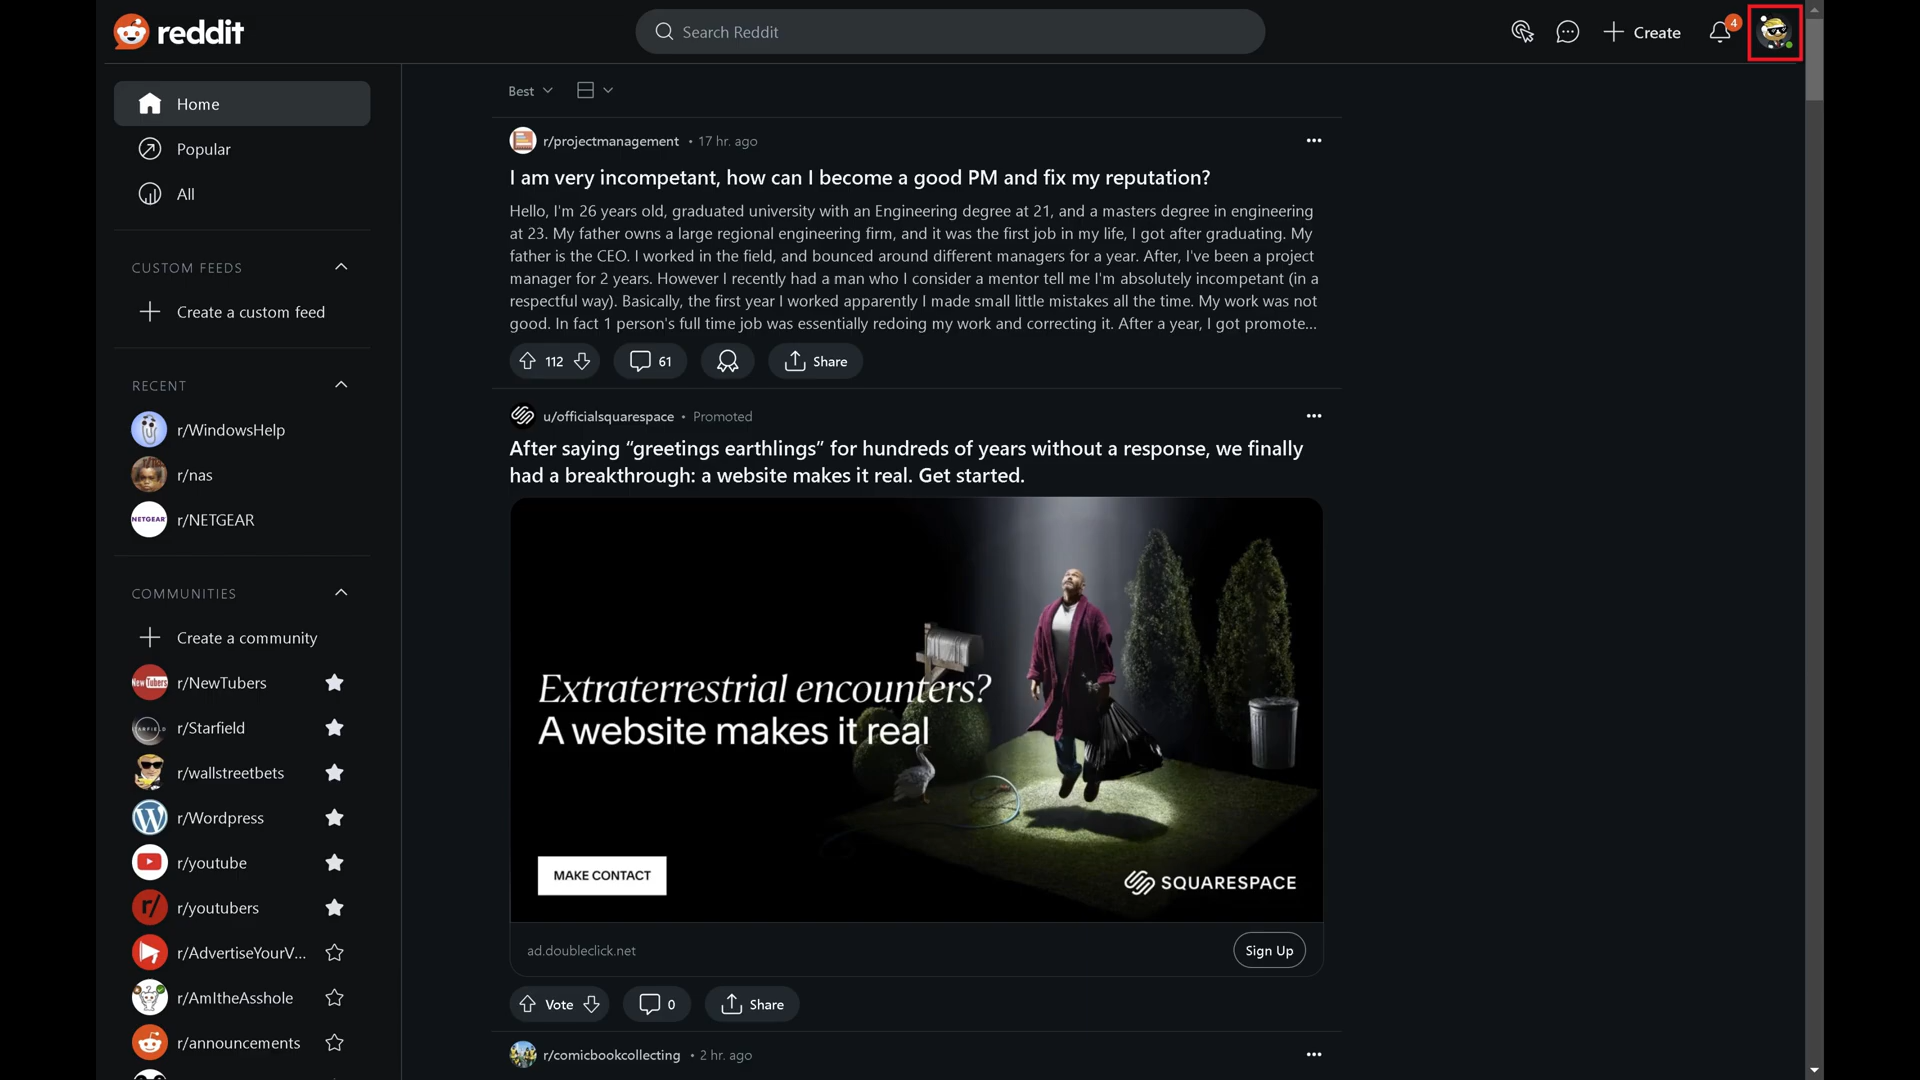 reddit
Search Reddit
Create
4
Home
Popular
All
CUSTOM FEEDS
Create a custom feed
RECENT
r/WindowsHelp
r/nas
NETGEAR
r/NETGEAR
COMMUNITIES
Create a community
New Tubers
r/NewTubers
r/Starfield
r/wallstreetbets
r/Wordpress
r/youtube
r/
r/youtubers
r/AdvertiseYourV...
r/AmItheAsshole
r/announcements
Best
r/projectmanagement • 17 hr. ago
I am very incompetant, how can I become a good PM and fix my reputation?
Hello, I'm 26 years old, graduated university with an Engineering degree at 21, and a masters degree in engineering
at 23. My father owns a large regional engineering firm, and it was the first job in my life, I got after graduating. My
father is the CEO. I worked in the field, and bounced around different managers for a year. After, I've been a project
manager for 2 years. However I recently had a man who I consider a mentor tell me I'm absolutely incompetant (in a
respectful way). Basically, the first year I worked apparently I made small little mistakes all the time. My work was not
good. In fact 1 person's full time job was essentially redoing my work and correcting it. After a year, I got promote...
112
61
Share
u/officialsquarespace • Promoted
After saying “greetings earthlings” for hundreds of years without a response, we finally
had a breakthrough: a website makes it real. Get started.
Extraterrestrial encounters?
A website makes it real
MAKE CONTACT
SQUARESPACE
ad.doubleclick.net
Sign Up
Vote
0
Share
r/comicbookcollecting • 2 hr. ago